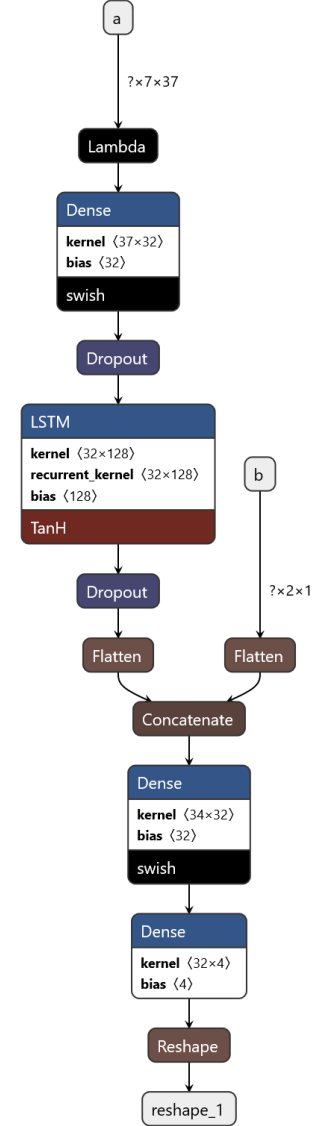 a
?×7×37
Lambda
Dense
kernel〈37×32〉
bias〈32〉
swish
Dropout
LSTM
kernel〈32×128〉
recurrent_kernel〈32×128〉
bias〈128〉
TanH
b
?×2×1
Dropout
Flatten
Flatten
Concatenate
Dense
kernel〈34×32〉
bias〈32〉
swish
Dense
kernel〈32×4〉
bias〈4〉
Reshape
reshape_1